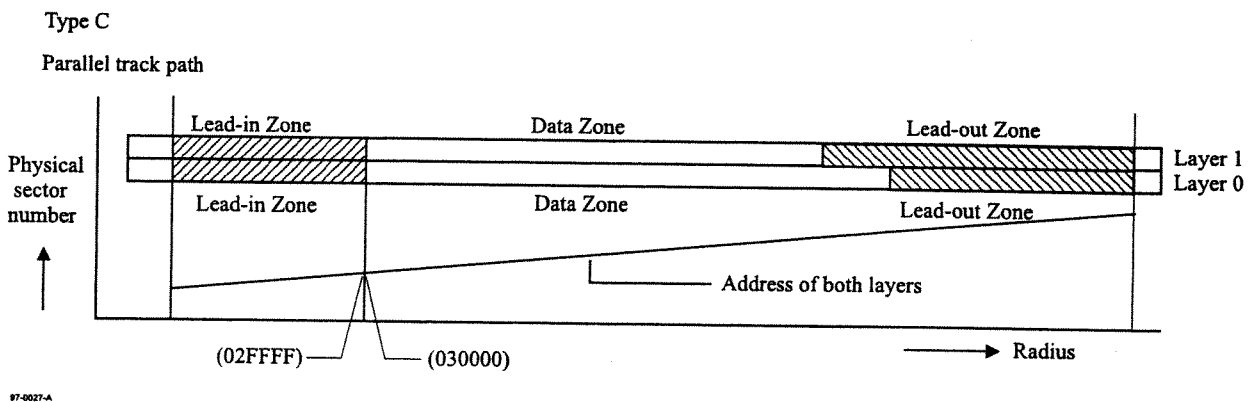 Type C
Parallel track path
Lead-in Zone
Data Zone
Lead-out Zone
Physical
sector
number
Layer 1
Layer 0
Lead-in Zone
Data Zone
Lead-out Zone
Address of both layers
(02FFFF)
(030000)
Radius
97-0027-A